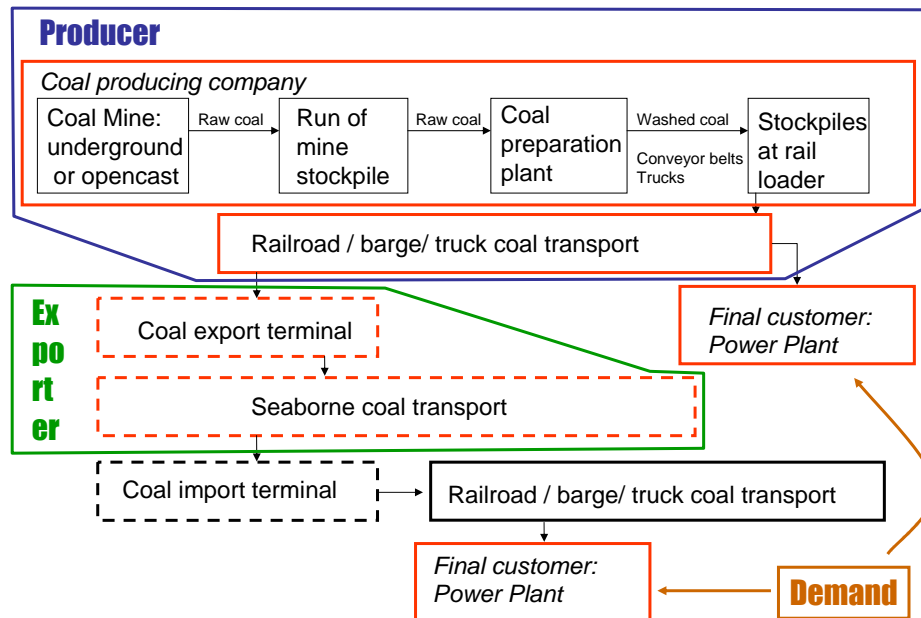 Producer
Coal producing company
Coal Mine:
underground
or opencast
Raw coal
Run of
mine
stockpile
Raw coal
Coal
preparation
plant
Washed coal
Conveyor belts
Trucks
Stockpiles
at rail
loader
Railroad / barge/ truck coal transport
Ex
po
rt
er
Coal export terminal
Final customer:
Power Plant
Seaborne coal transport
Coal import terminal
Railroad / barge/ truck coal transport
Final customer:
Power Plant
Demand